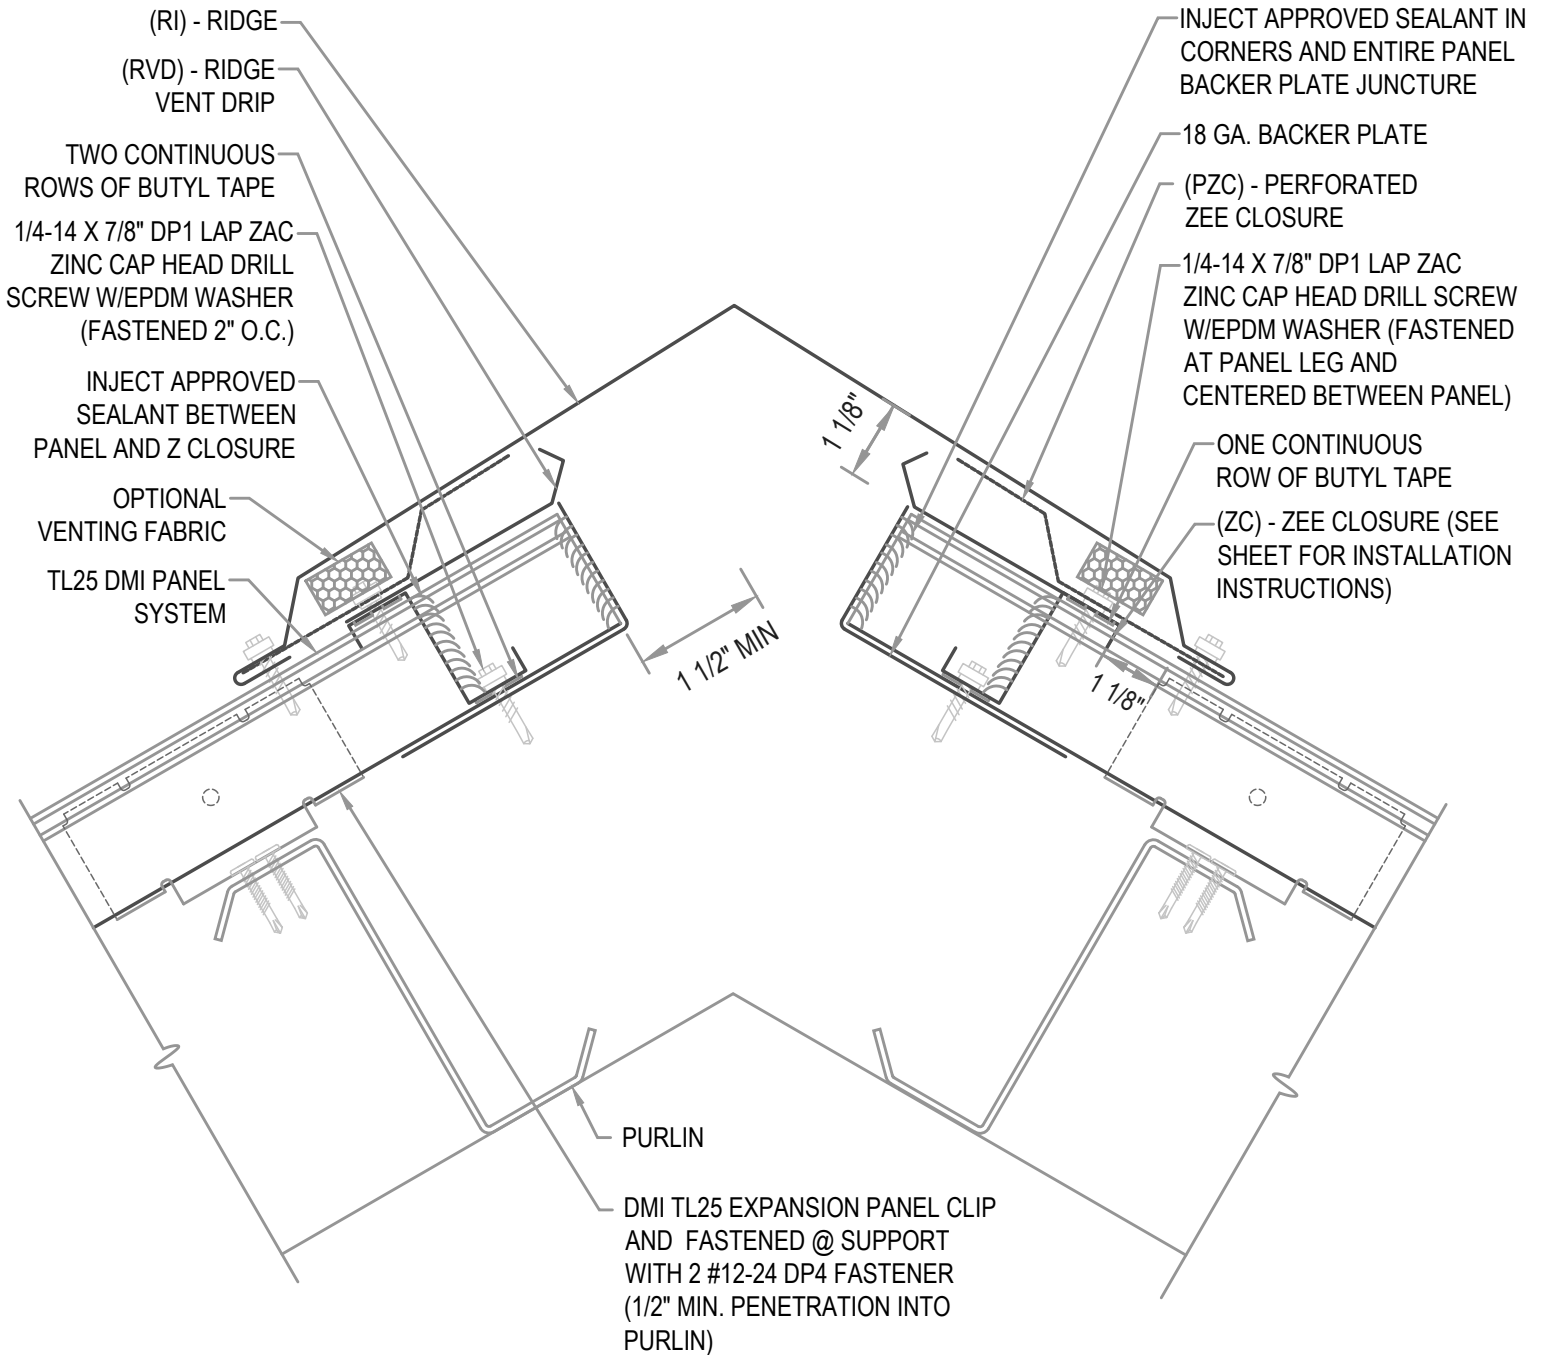 (RI) - RIDGE
(RVD) - RIDGE
VENT DRIP
TWO CONTINUOUS
ROWS OF BUTYL TAPE
1/4-14 X 7/8" DP1 LAP ZAC
ZINC CAP HEAD DRILL
SCREW W/EPDM WASHER
(FASTENED 2" O.C.)
INJECT APPROVED
SEALANT BETWEEN
PANEL AND Z CLOSURE
OPTIONAL
VENTING FABRIC
TL25 DMI PANEL
SYSTEM
INJECT APPROVED SEALANT IN
CORNERS AND ENTIRE PANEL
BACKER PLATE JUNCTURE
18 GA. BACKER PLATE
(PZC) - PERFORATED
ZEE CLOSURE
1/4-14 X 7/8" DP1 LAP ZAC
ZINC CAP HEAD DRILL SCREW
W/EPDM WASHER (FASTENED
AT PANEL LEG AND
CENTERED BETWEEN PANEL)
ONE CONTINUOUS
ROW OF BUTYL TAPE
(ZC) - ZEE CLOSURE (SEE
SHEET FOR INSTALLATION
INSTRUCTIONS)
1 1/8"
1 1/2" MIN
1 1/8"
PURLIN
DMI TL25 EXPANSION PANEL CLIP
AND FASTENED @ SUPPORT
WITH 2 #12-24 DP4 FASTENER
(1/2" MIN. PENETRATION INTO
PURLIN)